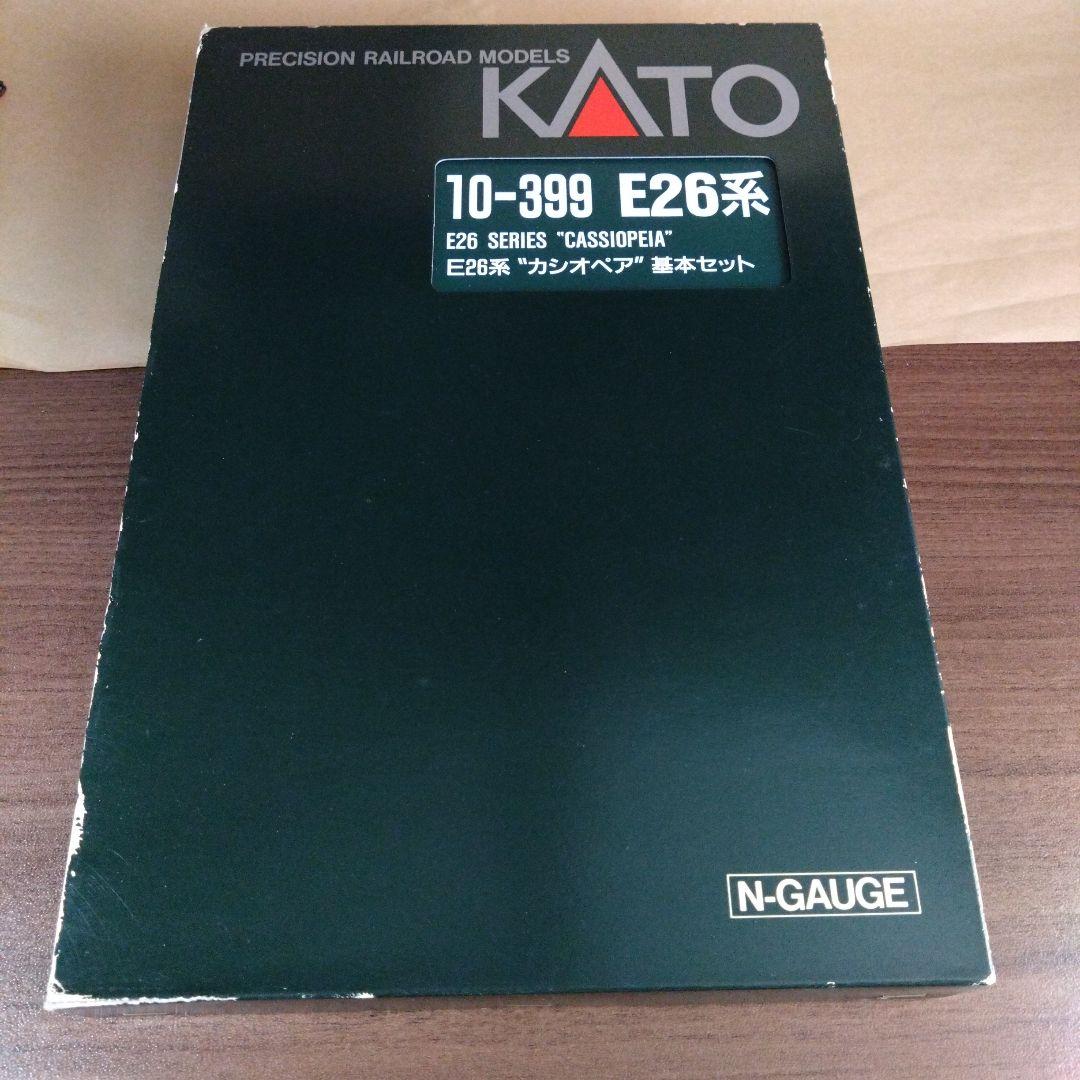 PRECISION RAILROAD MODELS
KATO
10-399 E26系
E26 SERIES "CASSIOPEIA"
E26系 "カシオペア" 基本セット
N-GAUGE